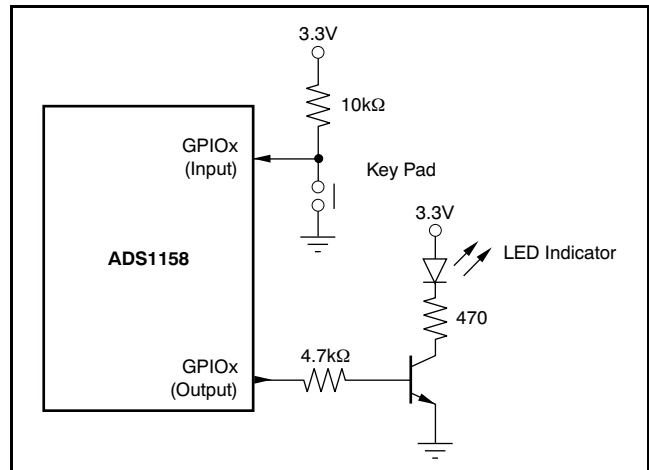 3.3V
10kΩ
GPIOx
(Input)
Key Pad
3.3V
LED Indicator
ADS1158
470
4.7kΩ
GPIOx
(Output)